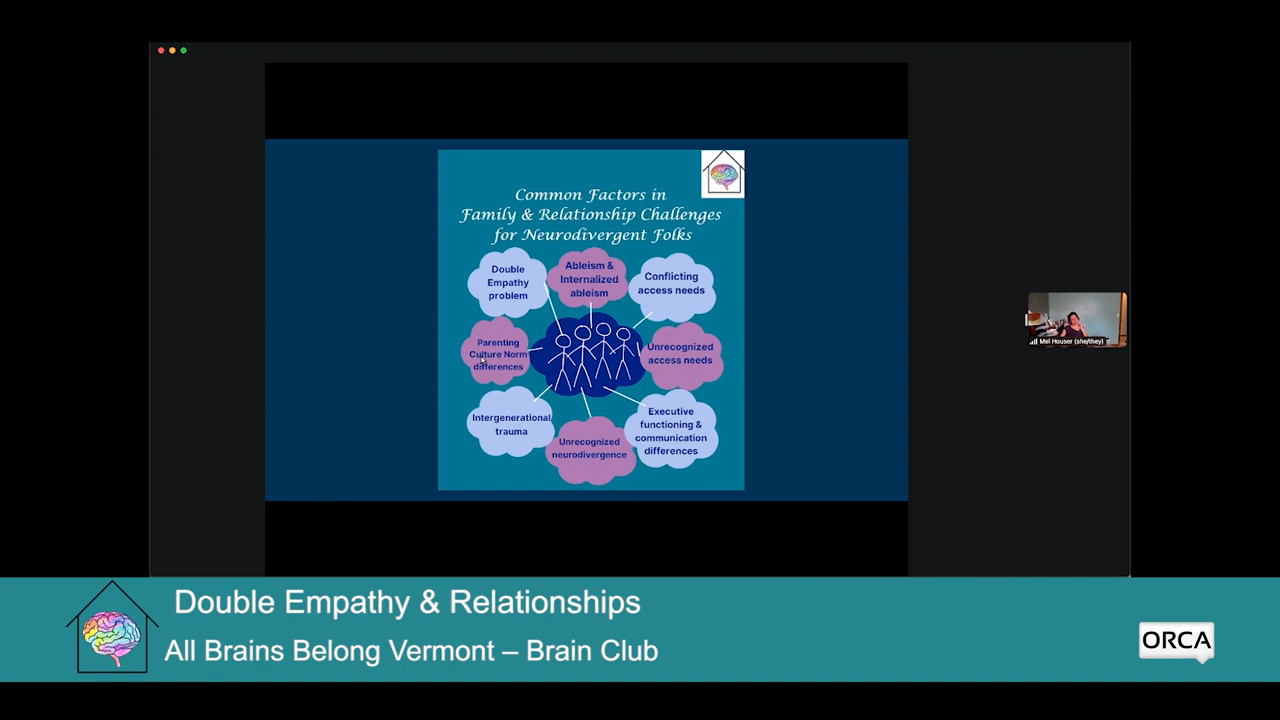 Common Factors in
Family & Relationship Challenges
for Neurodivergent Folks
Double
Empathy
problem
Ableism &
Internalized
ableism
Conflicting
access needs
Parenting
Culture Norm
differences
Unrecognized
access needs
Intergenerational
trauma
Unrecognized
neurodivergence
Executive
functioning &
communication
differences
Mel Houser (she/they)
Double Empathy & Relationships
All Brains Belong Vermont – Brain Club
ORCA